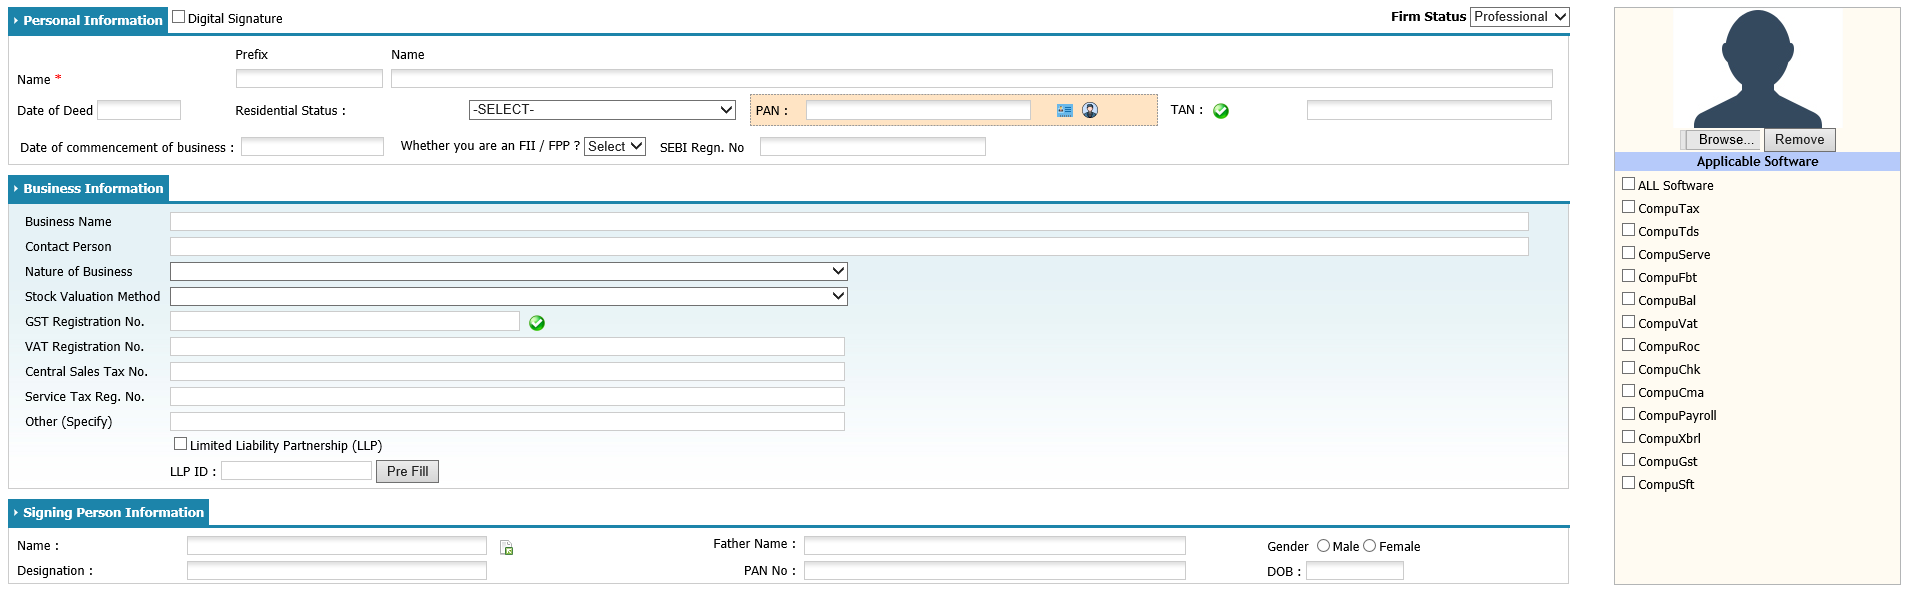 Personal Information Digital Signature Firm Status Professional
Prefix Name
Name *
Date of Deed Residential Status : -SELECT- PAN : TAN :
Date of commencement of business : Whether you are an FII / FPP ? Select SEBI Regn. No
Business Information
Business Name
Contact Person
Nature of Business
Stock Valuation Method
GST Registration No.
VAT Registration No.
Central Sales Tax No.
Service Tax Reg. No.
Other (Specify)
Limited Liability Partnership (LLP)
LLP ID : Pre Fill
Signing Person Information
Name : Father Name : Gender Male Female
Designation : PAN No : DOB :
Browse... Remove
Applicable Software
ALL Software
CompuTax
CompuTds
CompuServe
CompuFbt
CompuBal
CompuVat
CompuRoc
CompuChk
CompuCma
CompuPayroll
CompuXbrl
CompuGst
CompuSft